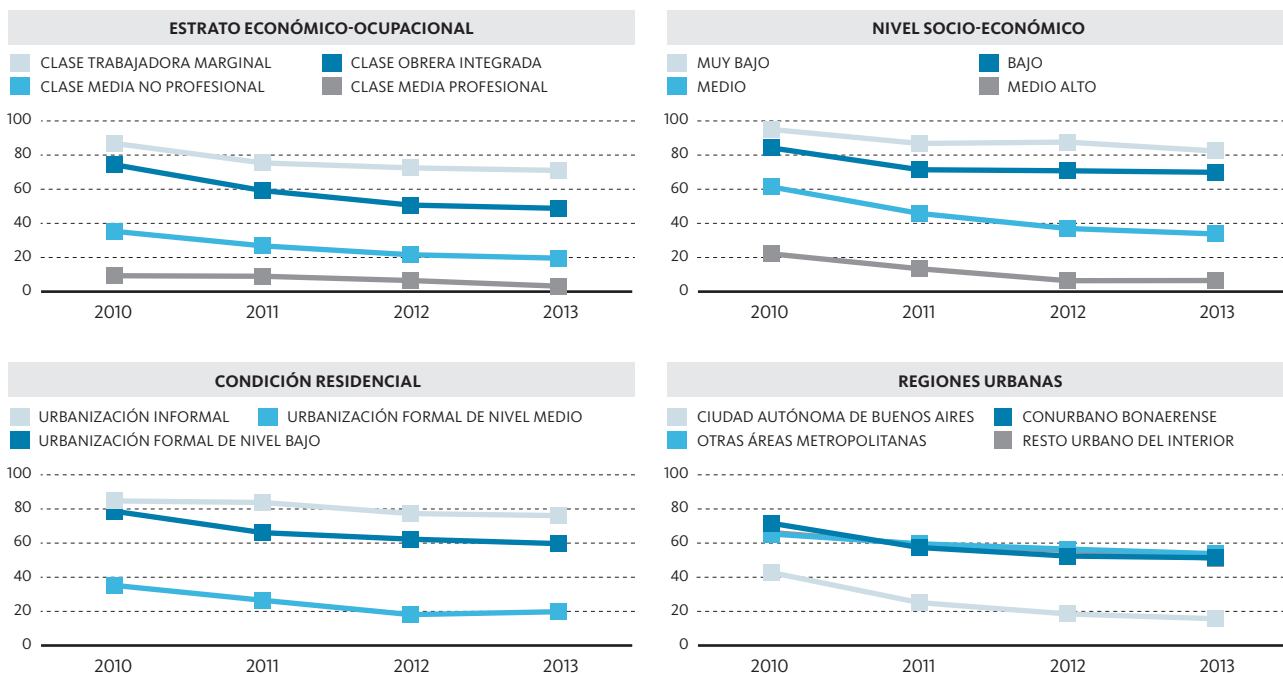 ESTRATO ECONÓMICO-OCUPACIONAL
CLASE TRABAJADORA MARGINAL CLASE OBRERA INTEGRADA
CLASE MEDIA NO PROFESIONAL CLASE MEDIA PROFESIONAL
100
80
60
40
20
0
2010 2011 2012 2013
NIVEL SOCIO-ECONÓMICO
MUY BAJO BAJO
MEDIO MEDIO ALTO
100
80
60
40
20
0
2010 2011 2012 2013
CONDICIÓN RESIDENCIAL
URBANIZACIÓN INFORMAL URBANIZACIÓN FORMAL DE NIVEL MEDIO
URBANIZACIÓN FORMAL DE NIVEL BAJO
100
80
60
40
20
0
2010 2011 2012 2013
REGIONES URBANAS
CIUDAD AUTÓNOMA DE BUENOS AIRES CONURBANO BONAERENSE
OTRAS ÁREAS METROPOLITANAS RESTO URBANO DEL INTERIOR
100
80
60
40
20
0
2010 2011 2012 2013